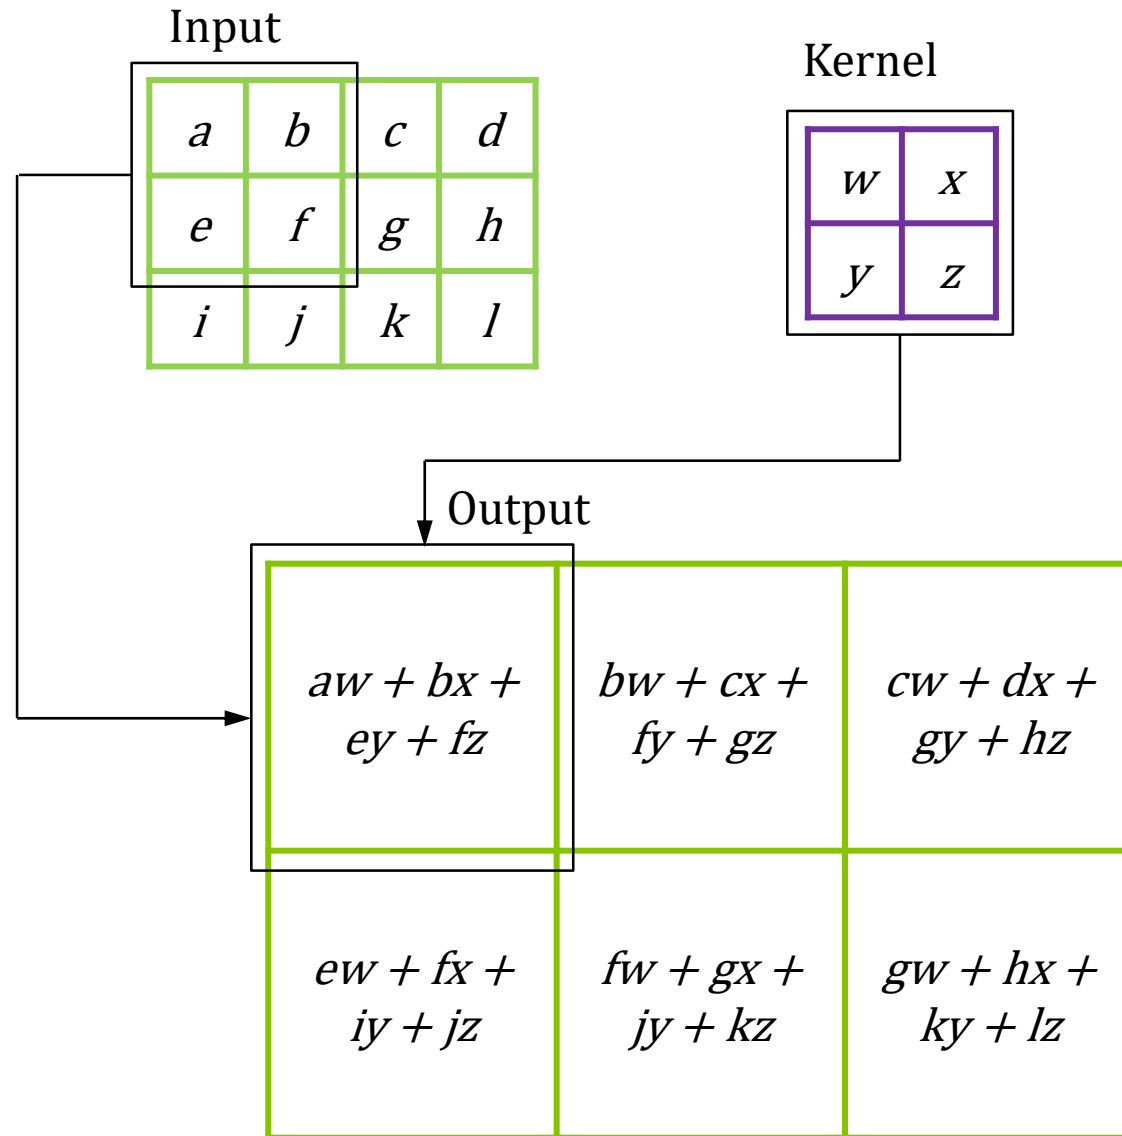 Input
Kernel
a b c d
e f g h
i j k l
w x
y z
Output
aw + bx +
ey + fz
bw + cx +
fy + gz
cw + dx +
gy + hz
ew + fx +
iy + jz
fw + gx +
jy + kz
gw + hx +
ky + lz